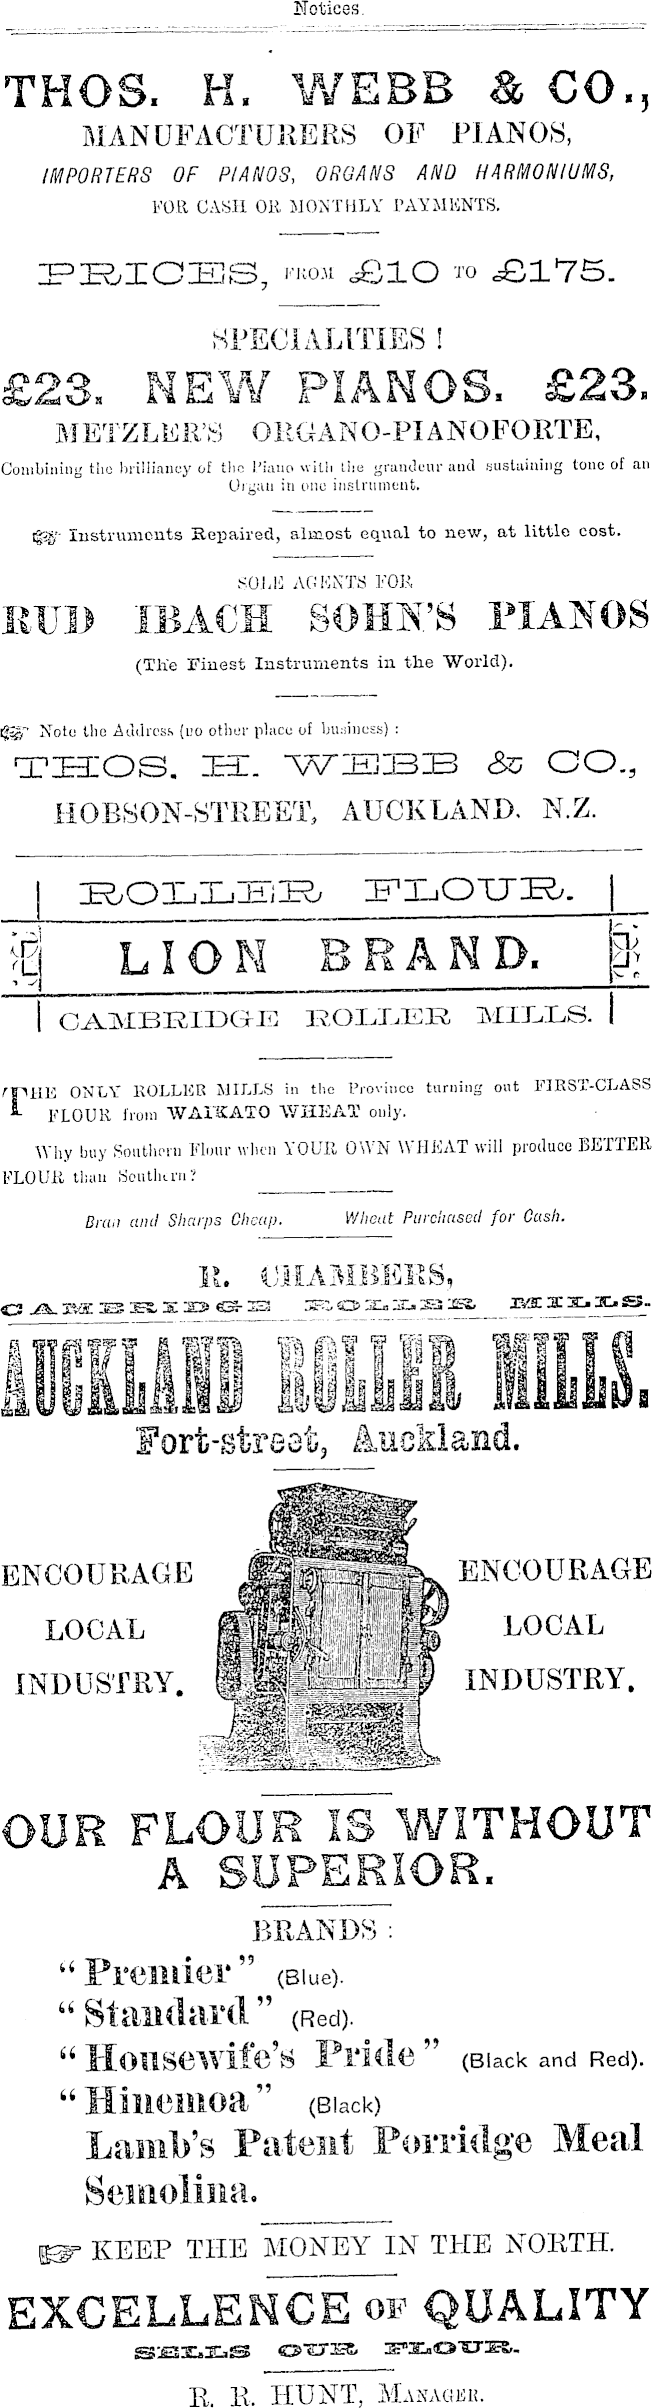 Notices.
THOS. H. WEBB & CO.,
MANUFACTURERS OF PIANOS,
IMPORTERS OF PIANOS, ORGANS AND HARMONIUMS,
FOR CASH OR MONTHLY PAYMENTS.
PRICES, FROM £10 TO £175.
SPECIALITIES!
£23. NEW PIANOS. £23.
METZLER'S ORGANO-PIANOFORTE,
Combining the brilliancy of the Piano with the grandeur and sustaining tone of an
Organ in one instrument.
☞ Instruments Repaired, almost equal to new, at little cost.
SOLE AGENTS FOR
RUD IBACH SOHN'S PIANOS
(The Finest Instruments in the World).
☞ Note the Address (no other place of business):
THOS. H. WEBB & CO.,
HOBSON-STREET, AUCKLAND. N.Z.
ROLLER FLOUR.
LION BRAND.
CAMBRIDGE ROLLER MILLS.
THE ONLY ROLLER MILLS in the Province turning out FIRST-CLASS
FLOUR from WAIKATO WHEAT only.
Why buy Southern Flour when YOUR OWN WHEAT will produce BETTER
FLOUR than Southern?
Bran and Sharps Cheap. Wheat Purchased for Cash.
R. CHAMBERS,
CAMBRIDGE ROLLER MILLS.
AUCKLAND ROLLER MILLS.
Fort-street, Auckland.
ENCOURAGE
LOCAL
INDUSTRY.
ENCOURAGE
LOCAL
INDUSTRY.
OUR FLOUR IS WITHOUT
A SUPERIOR.
BRANDS:
"Premier" (Blue).
"Standard" (Red).
"Housewife's Pride" (Black and Red).
"Hinemoa" (Black)
Lamb's Patent Porridge Meal
Semolina.
☞ KEEP THE MONEY IN THE NORTH.
EXCELLENCE OF QUALITY
SELLS OUR FLOUR.
R. R. HUNT, MANAGER.